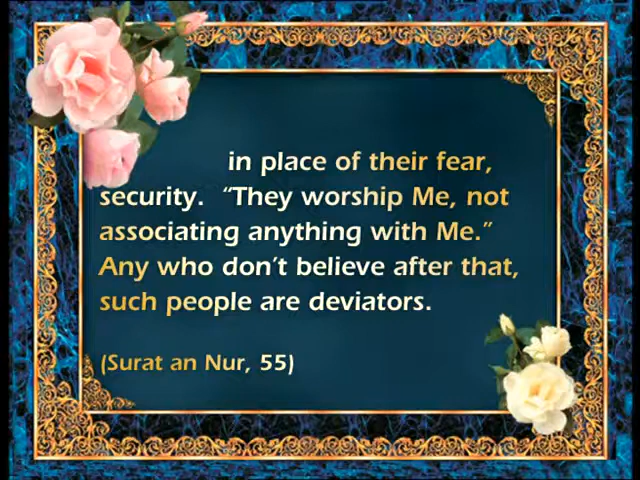 in place of their fear,
security. “They worship Me, not
associating anything with Me.”
Any who don’t believe after that,
such people are deviators.
(Surat an Nur, 55)